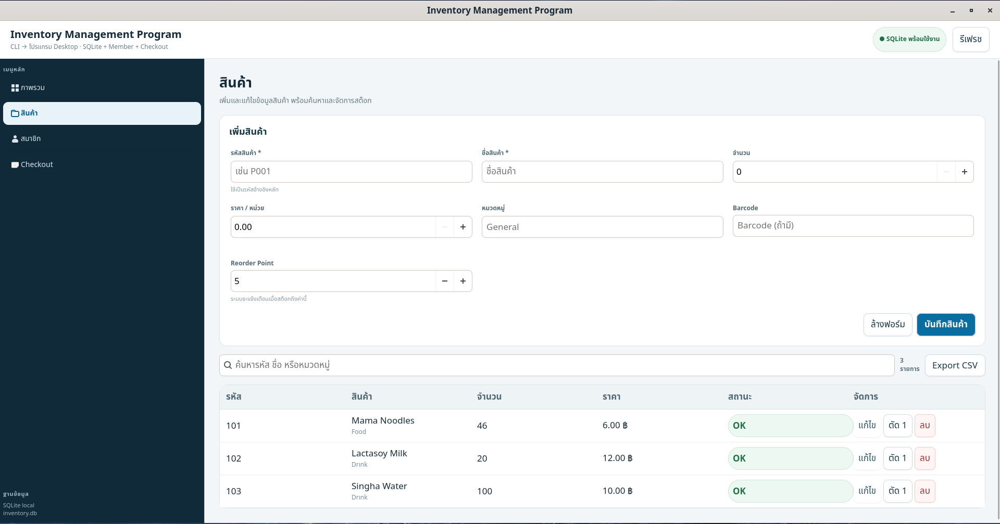 Inventory Management Program
Inventory Management Program
CLI → โปรแกรม Desktop · SQLite + Member + Checkout
SQLite พร้อมใช้งาน
รีเฟรช
เมนูหลัก
ภาพรวม
สินค้า
สมาชิก
Checkout
ฐานข้อมูล
SQLite local
inventory.db
สินค้า
เพิ่มและแก้ไขข้อมูลสินค้า พร้อมค้นหาและจัดการสต็อก
เพิ่มสินค้า
รหัสสินค้า *
เช่น P001
ใช้เป็นรหัสอ้างอิงหลัก
ชื่อสินค้า *
ชื่อสินค้า
จำนวน
0
ราคา / หน่วย
0.00
หมวดหมู่
General
Barcode
Barcode (ถ้ามี)
Reorder Point
5
ระบบจะแจ้งเตือนเมื่อสต็อกถึงค่านี้
ล้างฟอร์ม
บันทึกสินค้า
ค้นหารหัส ชื่อ หรือหมวดหมู่
3
รายการ
Export CSV
รหัส สินค้า จำนวน ราคา สถานะ จัดการ
101 Mama Noodles 46 6.00 ฿ OK แก้ไข ตัด 1 ลบ
Food
102 Lactasoy Milk 20 12.00 ฿ OK แก้ไข ตัด 1 ลบ
Drink
103 Singha Water 100 10.00 ฿ OK แก้ไข ตัด 1 ลบ
Drink